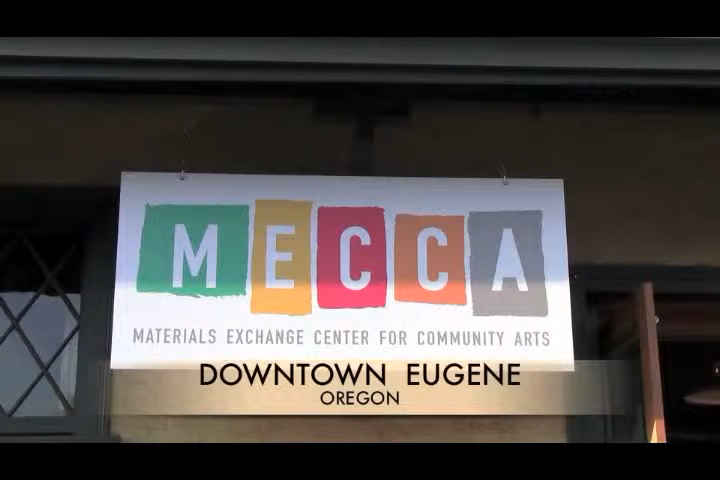 MECCA
MATERIALS EXCHANGE CENTER FOR COMMUNITY ARTS
DOWNTOWN EUGENE
OREGON